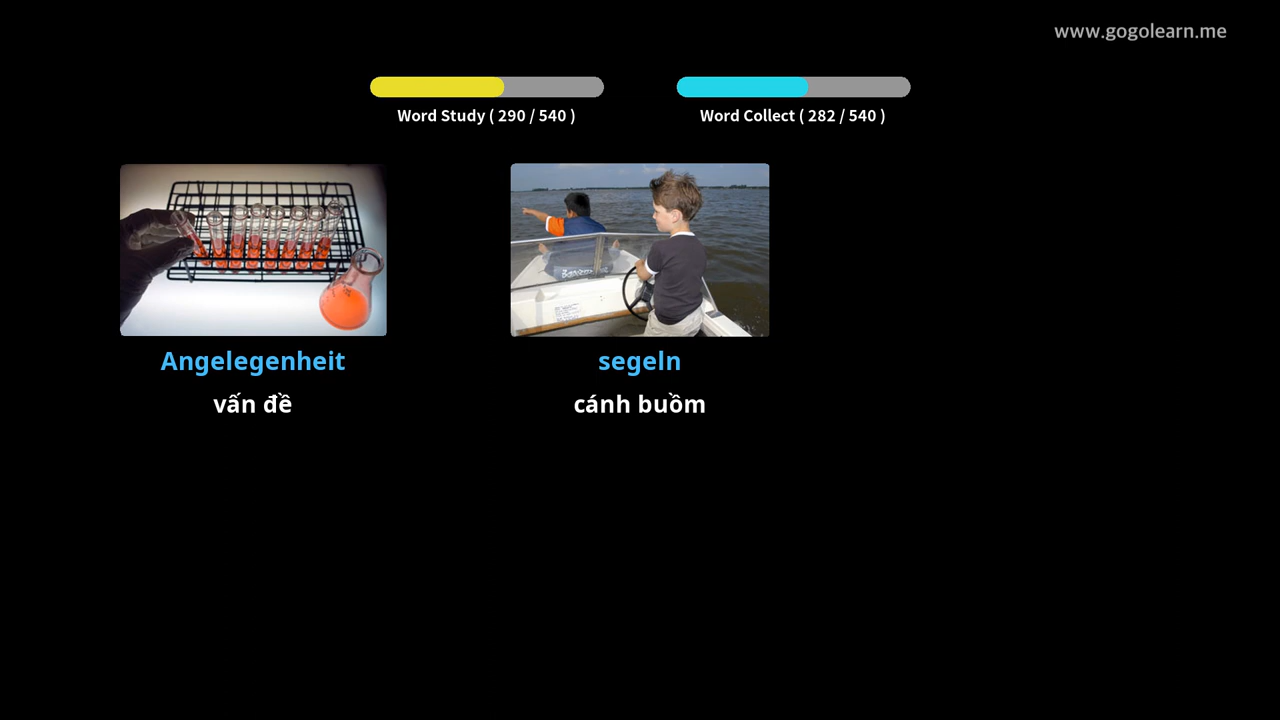 www.gogolearn.me
Word Study ( 290 / 540 )
Word Collect ( 282 / 540 )
Angelegenheit
segeln
vấn đề
cánh buồm